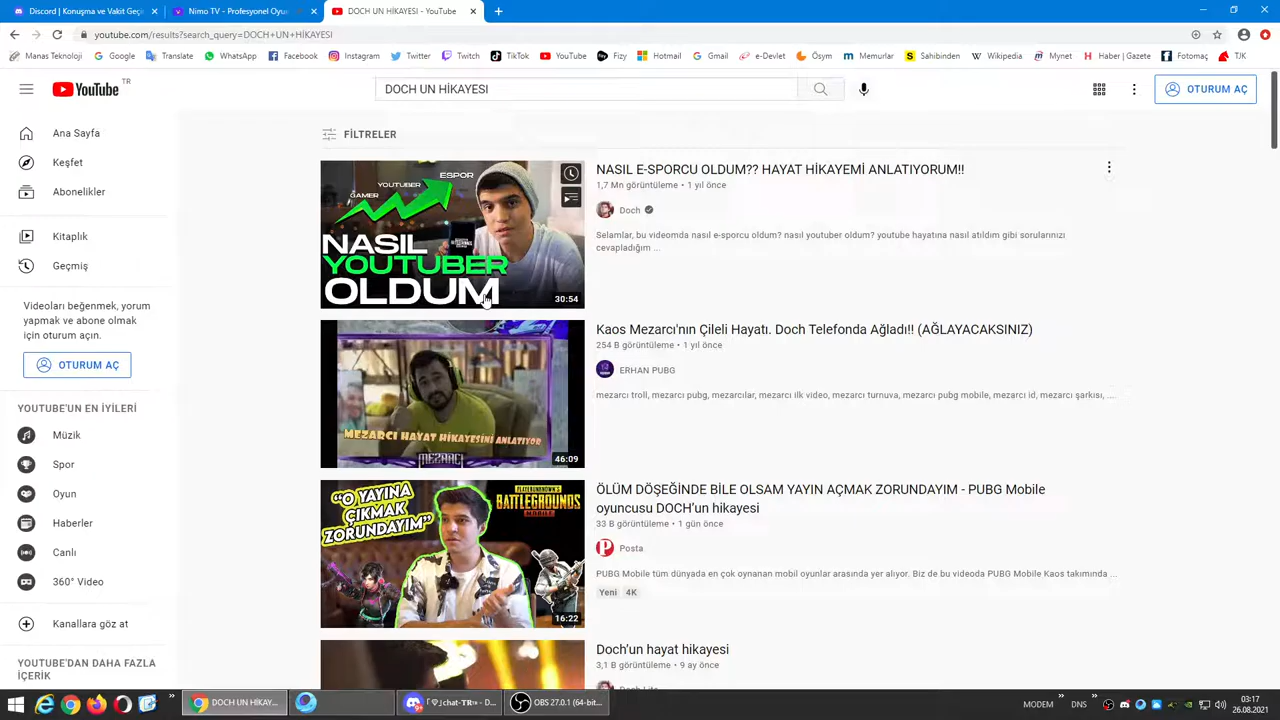 Discord | Konuşma ve Vakit Geçi
Nimo TV - Profesyonel Oyu
DOCH UN HİKAYESİ - YouTube
youtube.com/results?search_query=DOCH+UN+HİKAYESİ
Manas Teknoloji
Google
Translate
WhatsApp
Facebook
Instagram
Twitter
Twitch
TikTok
YouTube
Fizy
Hotmail
Gmail
e-Devlet
Ösym
Memurlar
Sahibinden
Wikipedia
Mynet
Haber | Gazete
Fotomaç
TJK
YouTube TR
DOCH UN HİKAYESI
OTURUM AÇ
Ana Sayfa
Keşfet
Abonelikler
Kitaplık
Geçmiş
Videoları beğenmek, yorum
yapmak ve abone olmak
için oturum açın.
OTURUM AÇ
YOUTUBE'UN EN İYİLERİ
Müzik
Spor
Oyun
Haberler
Canlı
360° Video
Kanallara göz at
YOUTUBE'DAN DAHA FAZLA
İÇERİK
FİLTRELER
GAMER
YOUTUBER
ESPOR
NASIL
YOUTUBER
OLDUM
30:54
NASIL E-SPORCU OLDUM?? HAYAT HİKAYEMİ ANLATIYORUM!!
1,7 Mn görüntüleme • 1 yıl önce
Doch
Selamlar, bu videomda nasıl e-sporcu oldum? nasıl youtuber oldum? youtube hayatına nasıl atıldım gibi sorularınızı
cevapladığım ...
MEZARCI HAYAT HİKAYESİNİ ANLATIYOR
MEZARCI
46:09
Kaos Mezarcı'nın Çileli Hayatı. Doch Telefonda Ağladı!! (AĞLAYACAKSINIZ)
254 B görüntüleme • 1 yıl önce
ERHAN PUBG
mezarcı troll, mezarcı pubg, mezarcılar, mezarcı ilk video, mezarcı turnuva, mezarcı pubg mobile, mezarcı id, mezarcı şarkısı, ...
"O YAYINA
ÇIKMAK
ZORUNDAYIM"
PLAYERUNKNOWN'S
BATTLEGROUNDS
MOBILE
16:22
ÖLÜM DÖŞEĞİNDE BİLE OLSAM YAYIN AÇMAK ZORUNDAYIM - PUBG Mobile
oyuncusu DOCH'un hikayesi
33 B görüntüleme • 1 gün önce
Posta
PUBG Mobile tüm dünyada en çok oynanan mobil oyunlar arasında yer alıyor. Biz de bu videoda PUBG Mobile Kaos takımında ...
Yeni 4K
Doch'un hayat hikayesi
3,1 B görüntüleme • 9 ay önce
DOCH UN HİKAY...
chat-TR - D...
OBS 27.0.1 (64-bit...
MODEM
DNS
03:17
26.08.2021